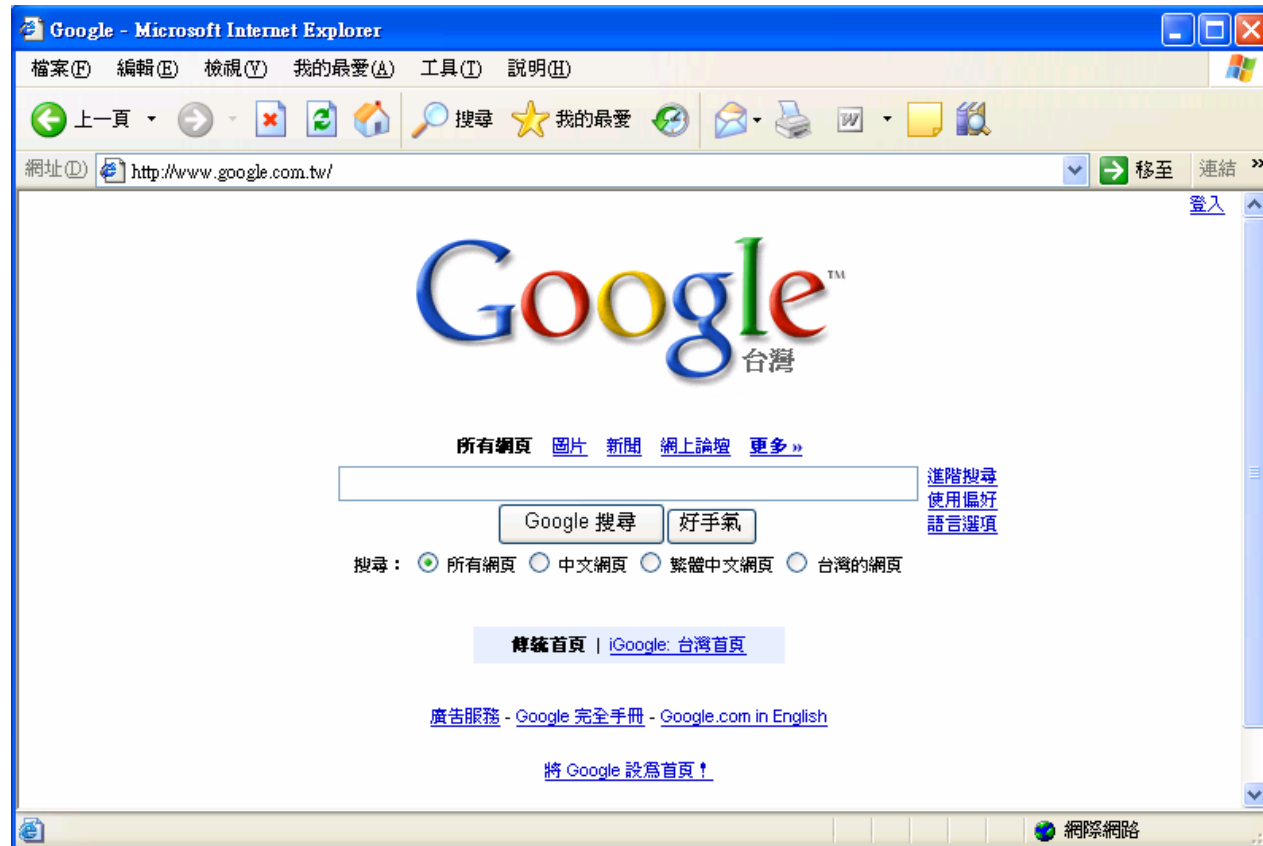 Google - Microsoft Internet Explorer
檔案(F) 編輯(E) 檢視(V) 我的最愛(A) 工具(T) 說明(H)
上一頁 搜尋 我的最愛
網址(D) http://www.google.com.tw/ 移至 連結 »
登入
Google™
台灣
所有網頁 圖片 新聞 網上論壇 更多 »
進階搜尋
使用偏好
語言選項
Google 搜尋 好手氣
搜尋： 所有網頁 中文網頁 繁體中文網頁 台灣的網頁
傳統首頁 | iGoogle: 台灣首頁
廣告服務 - Google 完全手冊 - Google.com in English
將 Google 設為首頁！
網際網路